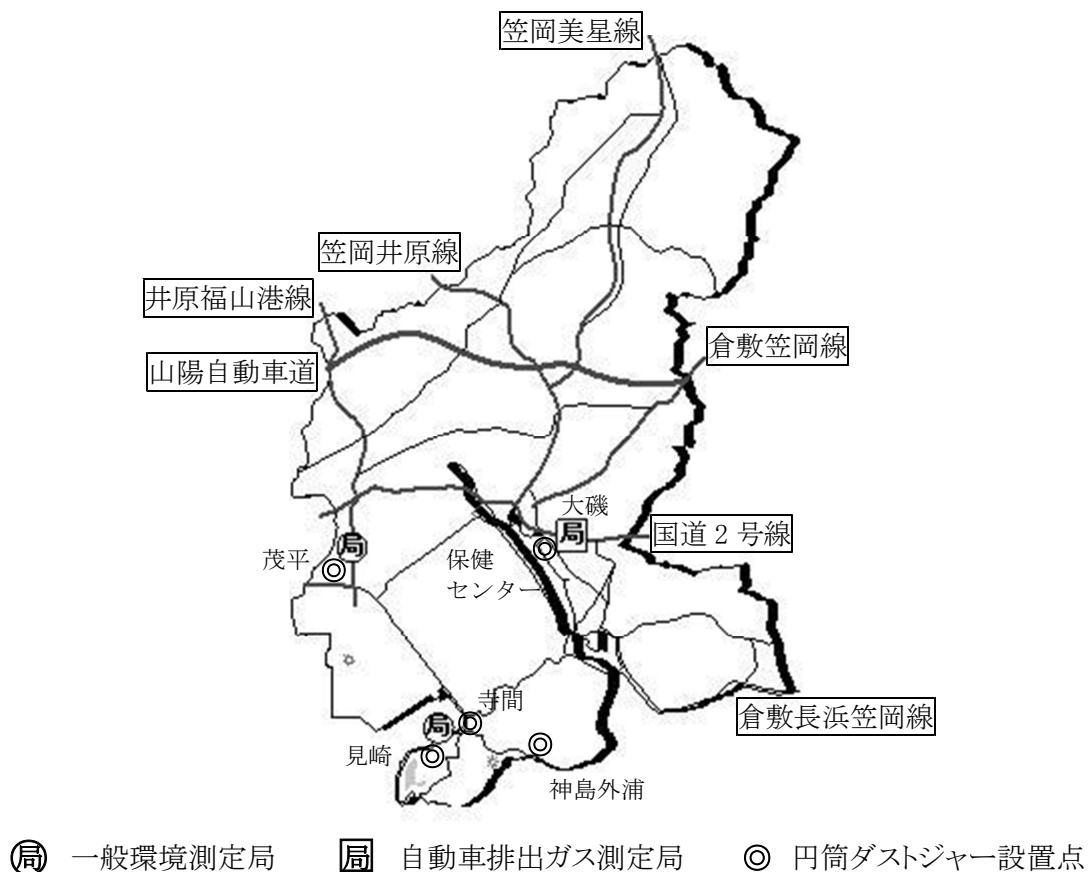 笠岡美星線
笠岡井原線
井原福山港線
倉敷笠岡線
山陽自動車道
大磯
局
国道2号線
局
茂平
保健
センター
寺間
局
倉敷長浜笠岡線
見崎
神島外浦
局 一般環境測定局 局 自動車排出ガス測定局 ◎ 円筒ダストジャー設置点